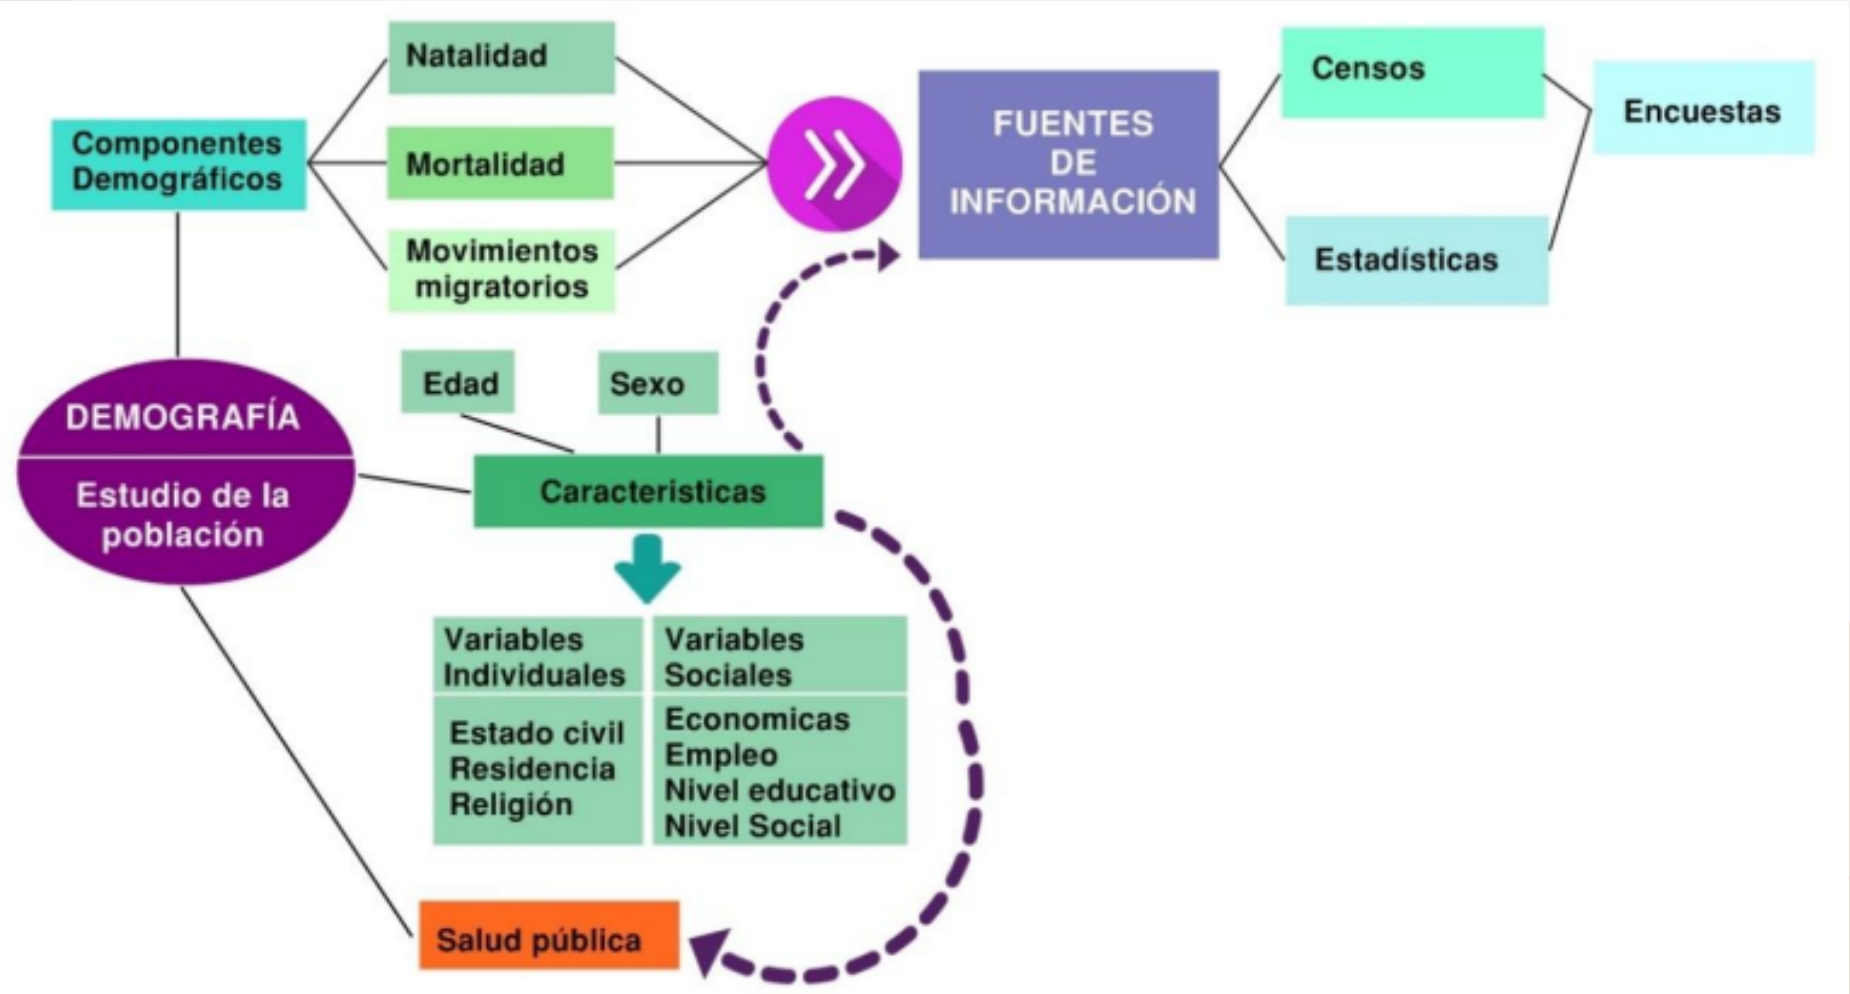 Natalidad
Componentes
Demográficos
Mortalidad
Movimientos
migratorios
FUENTES
DE
INFORMACIÓN
Censos
Encuestas
Estadísticas
DEMOGRAFÍA
Estudio de la
población
Edad
Sexo
Caracteristicas
Variables
Individuales
Estado civil
Residencia
Religión
Variables
Sociales
Economicas
Empleo
Nivel educativo
Nivel Social
Salud pública